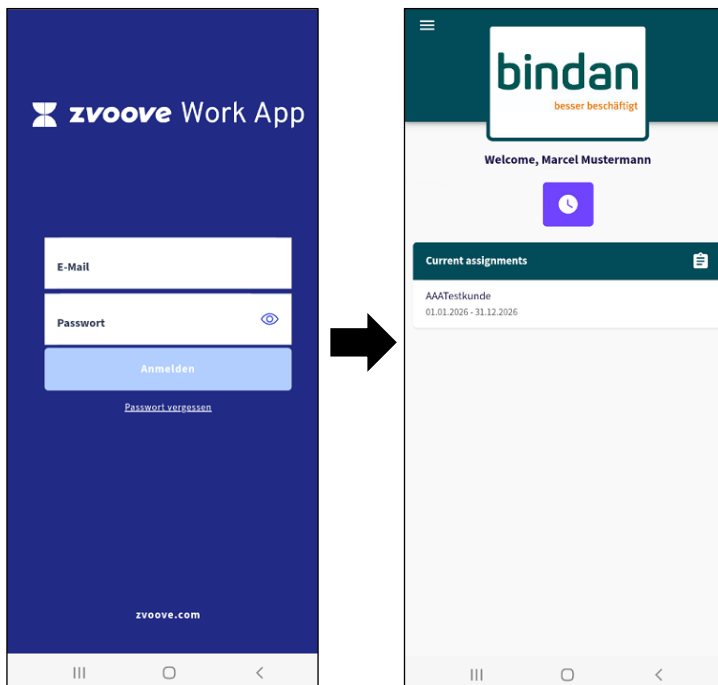 zvoove Work App
E-Mail
Passwort
Anmelden
Passwort vergessen
zvoove.com
bindan
besser beschäftigt
Welcome, Marcel Mustermann
Current assignments
AAATestkunde
01.01.2026 - 31.12.2026